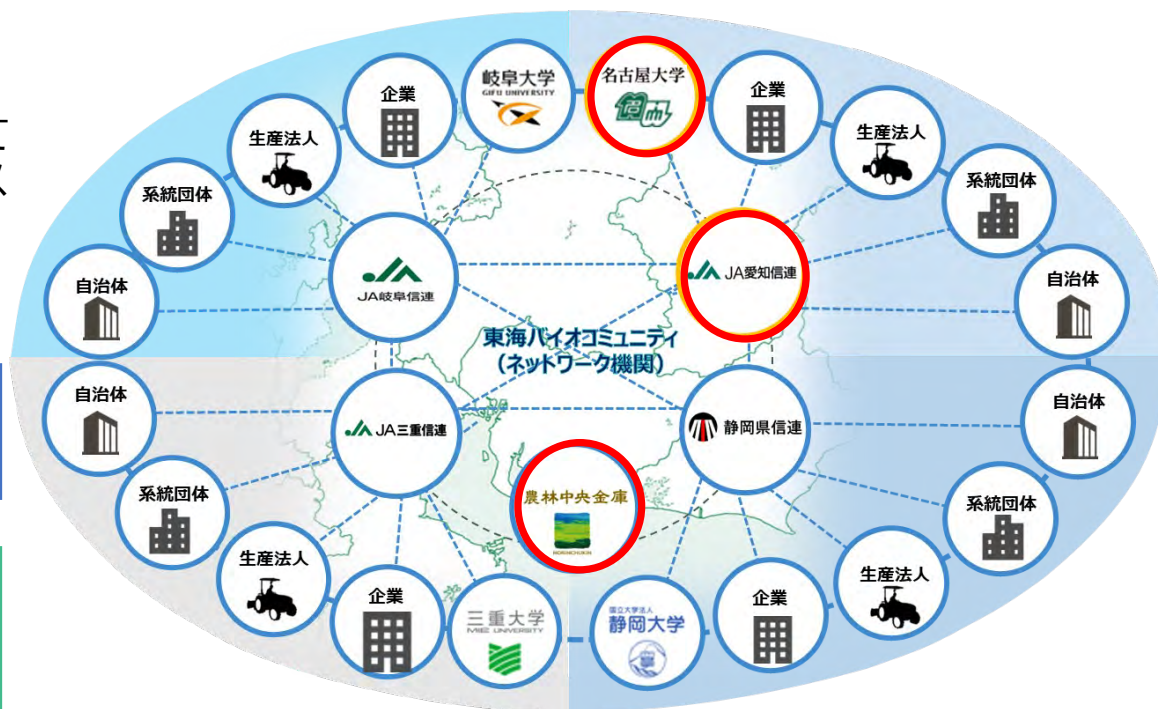 岐阜大学
GIFU UNIVERSITY
名古屋大学
企業
企業
生産法人
生産法人
系統団体
系統団体
自治体
自治体
JA岐阜信連
JA愛知信連
東海バイオコミュニティ
（ネットワーク機関）
自治体
自治体
JA三重信連
静岡県信連
系統団体
系統団体
農林中央金庫
NORINCHUKIN
生産法人
生産法人
企業
企業
三重大学
MIE UNIVERSITY
国立大学法人
静岡大学